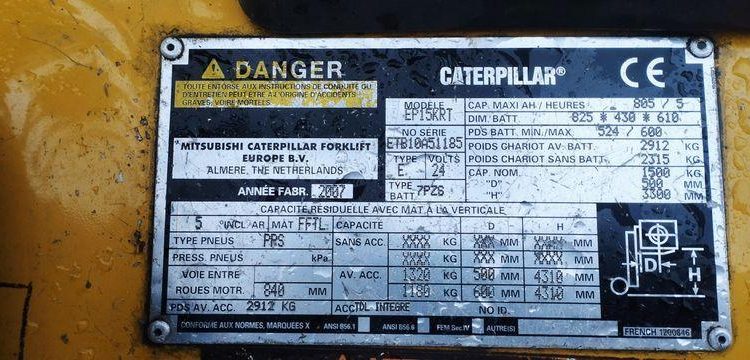 DANGER
TOUTE ENTORSE AUX INSTRUCTIONS DE CONDUITE OU
D'ENTRETIEN PEUT ETRE A L'ORIGINE D'ACCIDENTS
GRAVES, VOIRE MORTELS
CATERPILLAR® CE
MITSUBISHI CATERPILLAR FORKLIFT
EUROPE B.V.
ALMERE, THE NETHERLANDS
ANNÉE FABR. 2007
MODELE
EP15KRT
NO SERIE
ETB10A51185
TYPE VOLTS
E. 24
TYPE BATT. 7PZS
CAP. MAXI AH / HEURES 805 / 5
DIM. BATT. 825 * 430 * 610
PDS BATT. MIN./MAX. 524 / 600 KG
POIDS CHARIOT AV. BATT. 2912 KG
POIDS CHARIOT SANS BATT. 2315 KG
CAP. NOM. 1500 KG
"D" 500 MM
"H" 3300 MM
CAPACITE RESIDUELLE AVEC MAT A LA VERTICALE
5 °INCL AR MAT FFTL CAPACITE D H
TYPE PNEUS PRS SANS ACC. XXXX KG XXX MM XXXX MM
PRESS. PNEUS kPa XXXX KG XXX MM XXXX MM
VOIE ENTRE AV. ACC. 1320 KG 500 MM 4310 MM
ROUES MOTR. 840 MM 1180 KG 600 MM 4310 MM
PDS AV. ACC. 2912 KG ACC TDL INTEGRE NO ID.
CONFORME AUX NORMES, MARQUEES X ANSI B56.1 ANSI B56.6 FEM Sec.IV AUTRE(S)
D H
FRENCH 1200846